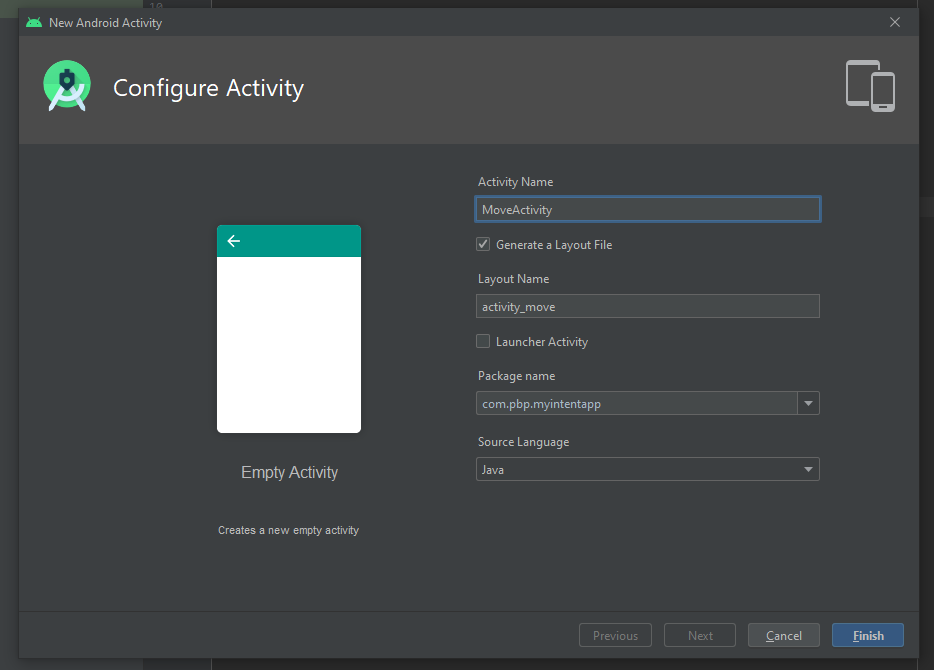 10
New Android Activity
Configure Activity
Activity Name
MoveActivity
Generate a Layout File
Layout Name
activity_move
Launcher Activity
Package name
com.pbp.myintentapp
Source Language
Java
Empty Activity
Creates a new empty activity
Previous
Next
Cancel
Finish